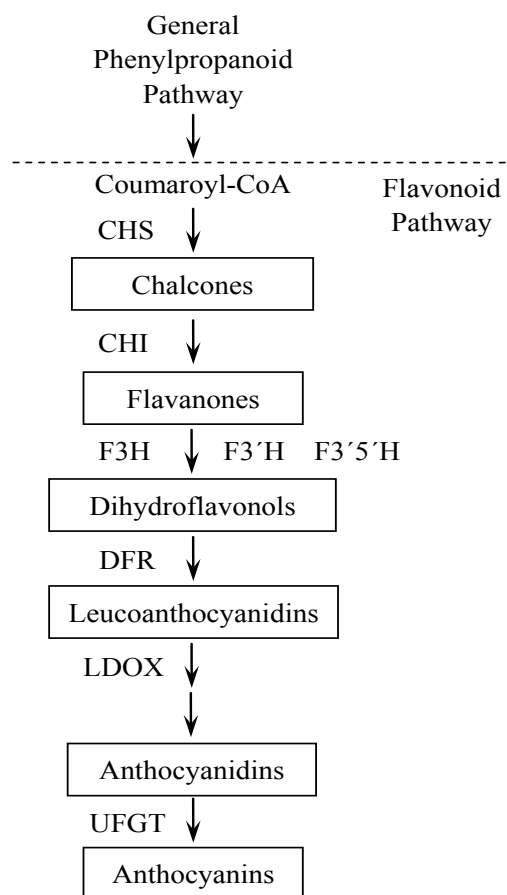 General
Phenylpropanoid
Pathway
Coumaroyl-CoA
Flavonoid
Pathway
CHS
Chalcones
CHI
Flavanones
F3H F3´H F3´5´H
Dihydroflavonols
DFR
Leucoanthocyanidins
LDOX
Anthocyanidins
UFGT
Anthocyanins